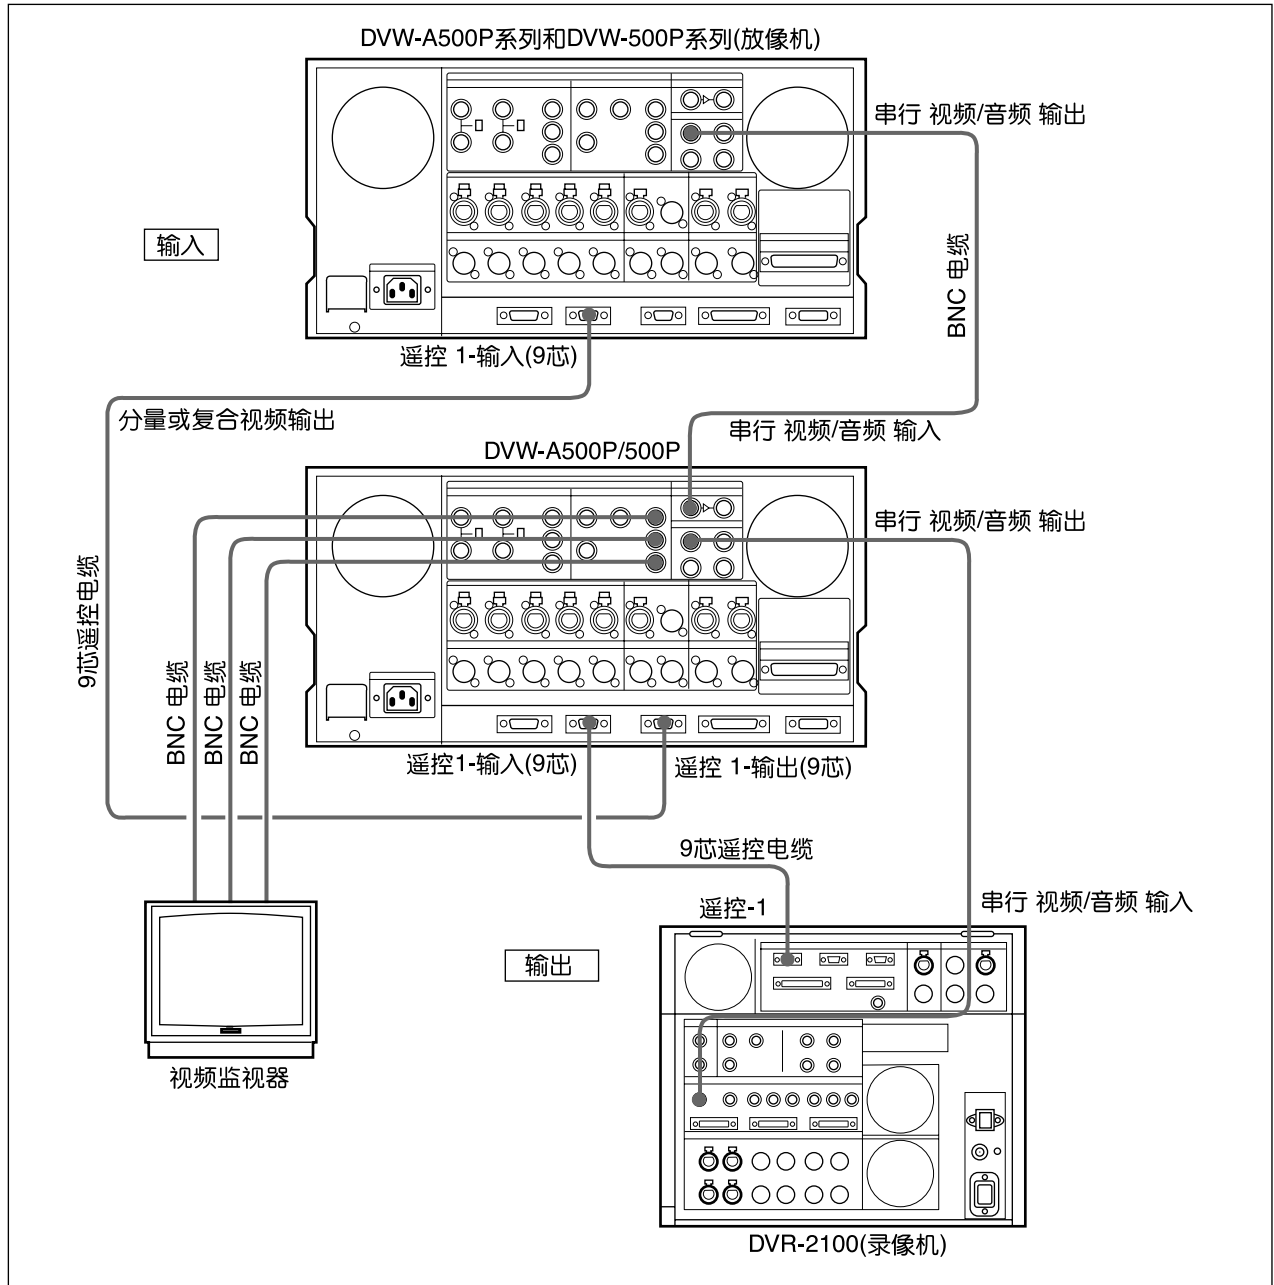 DVW-A500P系列和DVW-500P系列(放像机)
串行 视频/音频 输出
输入
BNC 电缆
遥控 1-输入(9芯)
分量或复合视频输出
串行 视频/音频 输入
DVW-A500P/500P
串行 视频/音频 输出
9芯遥控电缆
BNC 电缆
BNC 电缆
BNC 电缆
遥控1-输入(9芯)
遥控 1-输出(9芯)
9芯遥控电缆
遥控-1
串行 视频/音频 输入
输出
视频监视器
DVR-2100(录像机)